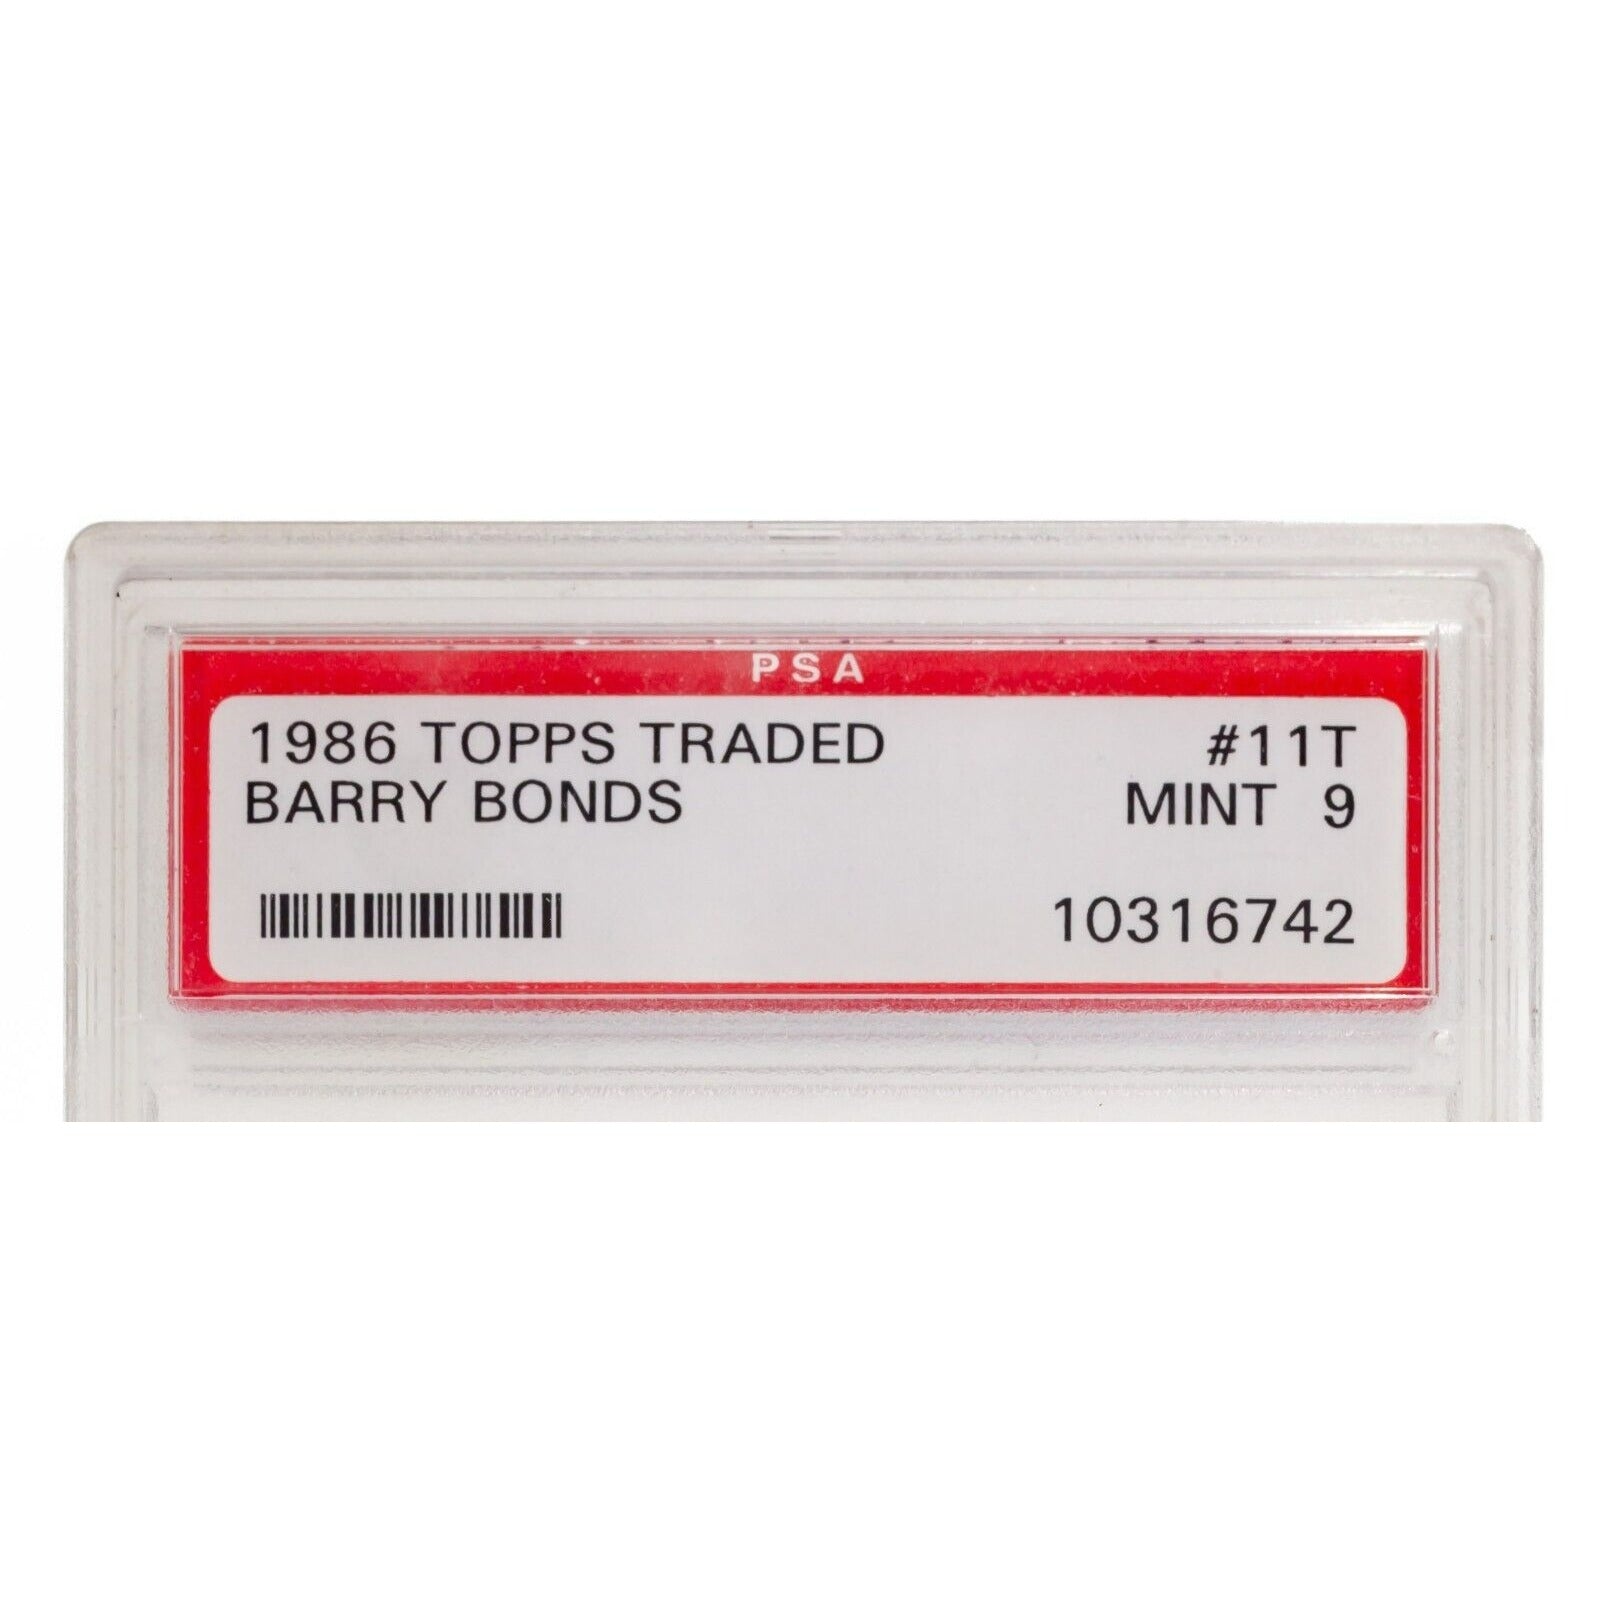 PSA
1986 TOPPS TRADED #11T
BARRY BONDS MINT 9
10316742